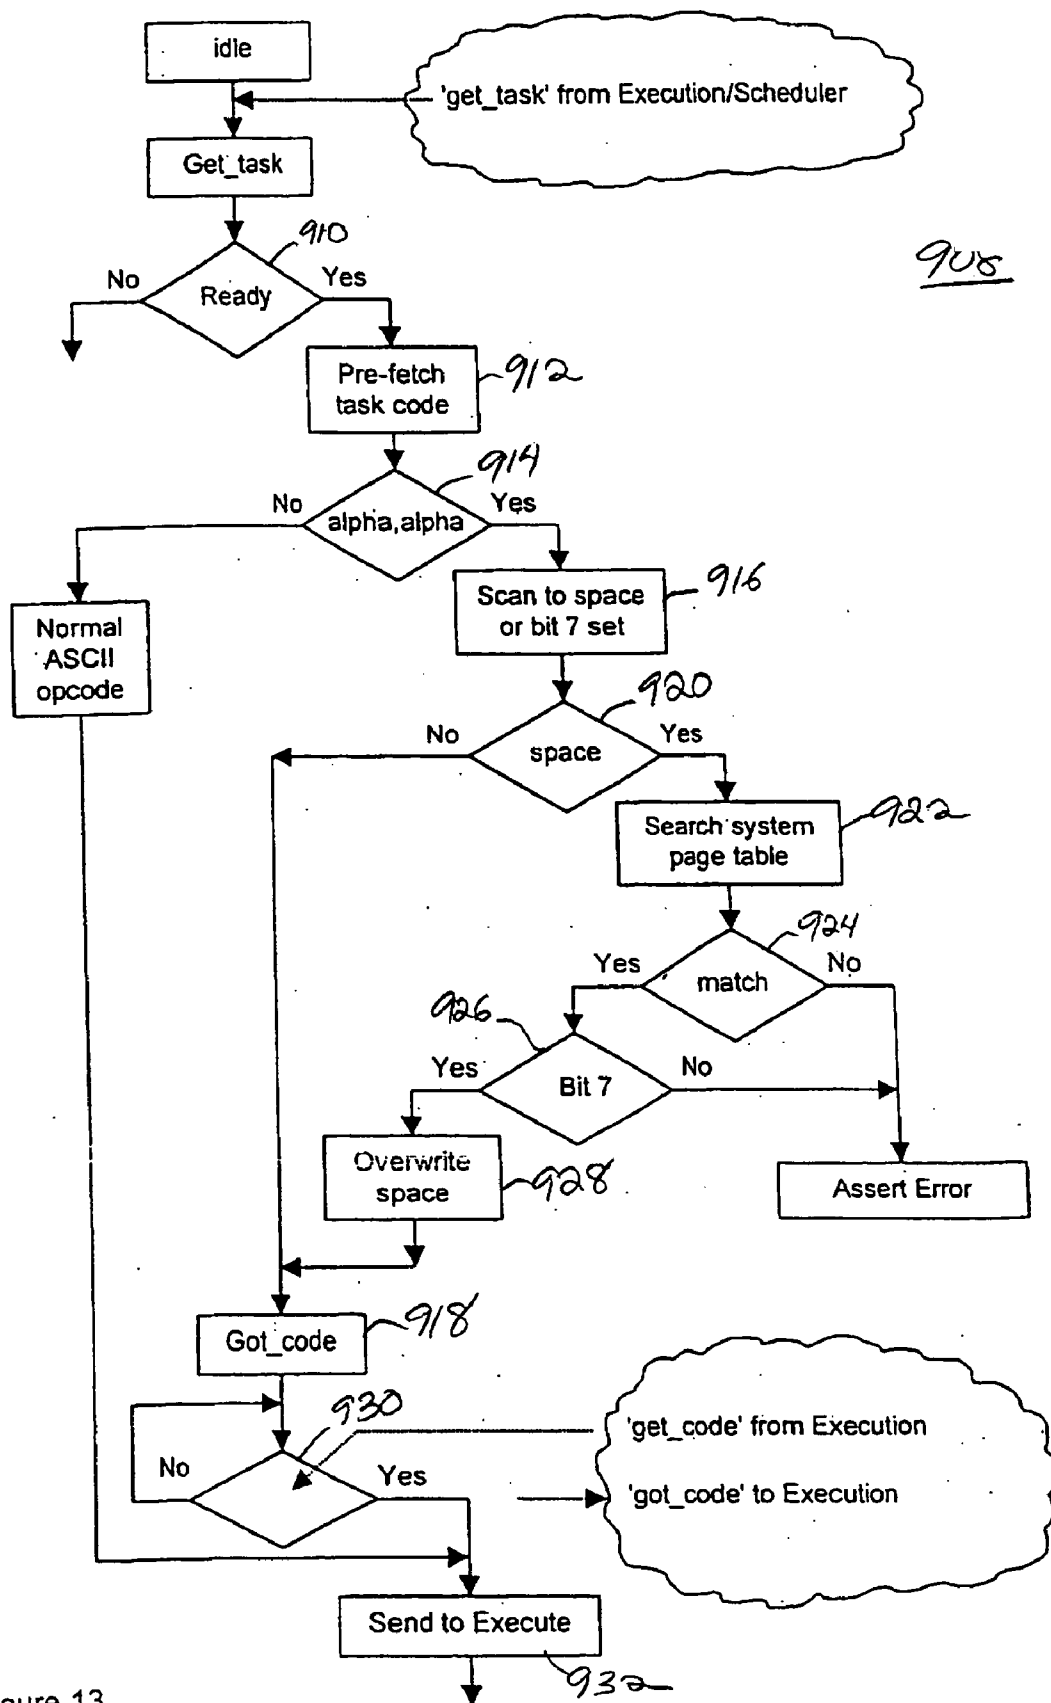 idle
'get_task' from Execution/Scheduler
Get_task
910
908
No
Yes
Ready
Pre-fetch
task code
912
914
No
Yes
alpha,alpha
Scan to space
or bit 7 set
916
Normal
ASCII
opcode
920
No
Yes
space
Search system
page table
922
924
Yes
No
match
926
Yes
No
Bit 7
Overwrite
space
928
Assert Error
Got_code
918
930
'get_code' from Execution
No
Yes
'got_code' to Execution
Send to Execute
932
13